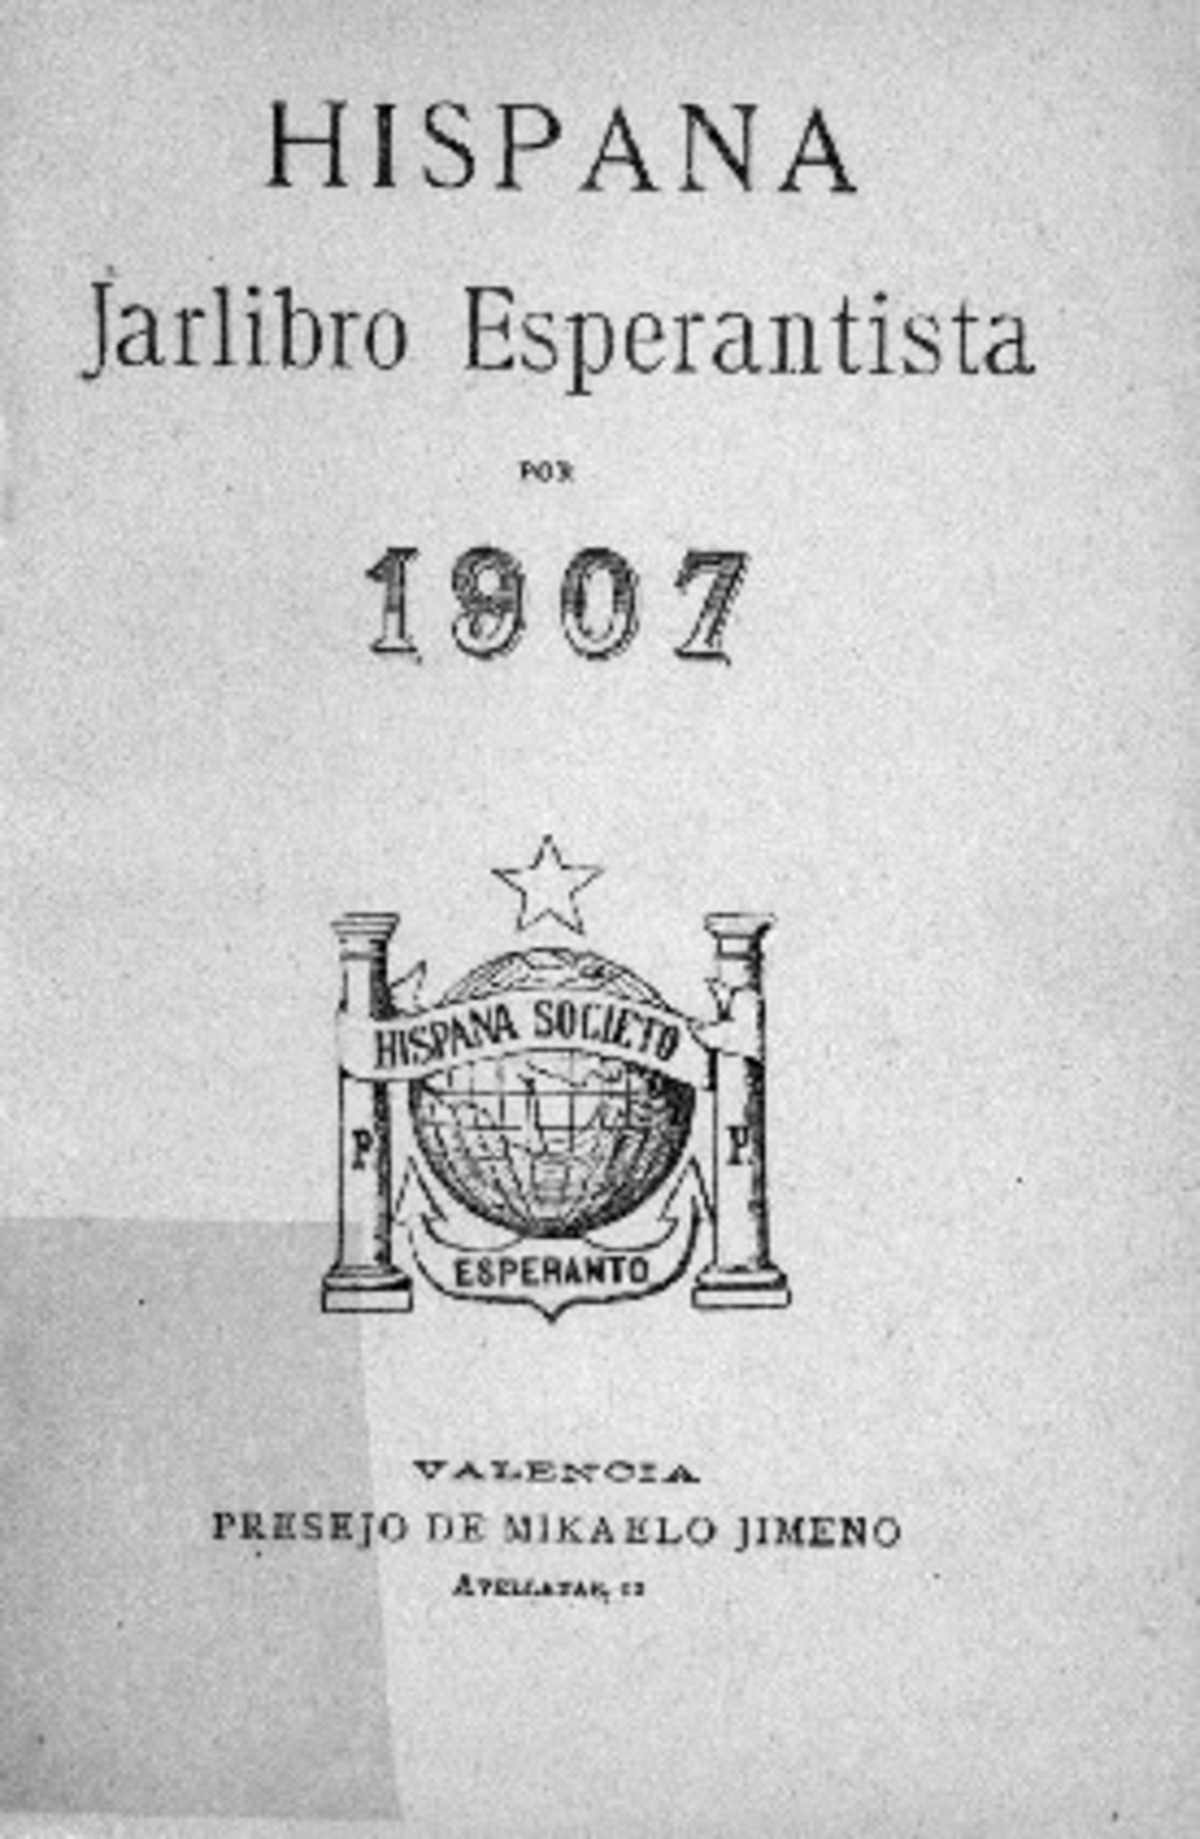 HISPANA
Jarlibro Esperantista
POR
1907
HISPANA SOCIETO
P P
ESPERANTO
VALENCIA
PRESEJO DE MIKAELO JIMENO